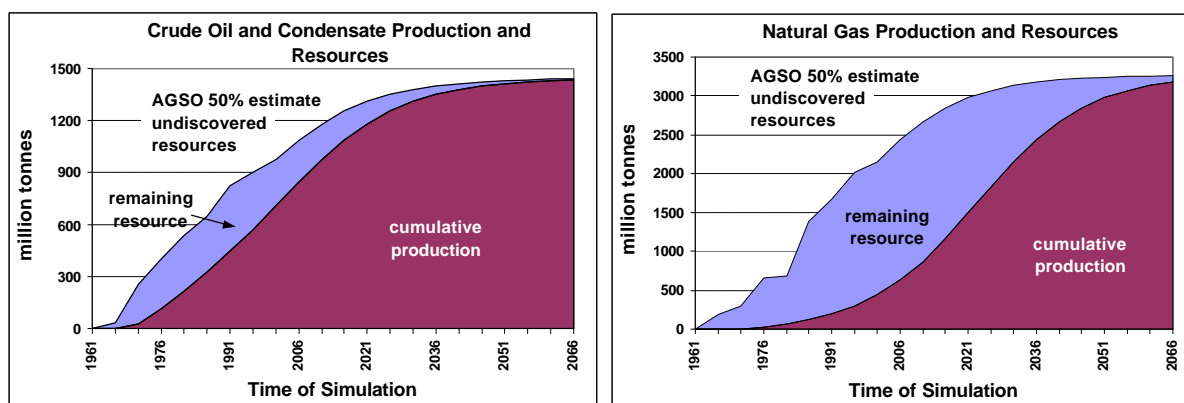 Crude Oil and Condensate Production and
Resources
1500
1200
900
600
300
0
million tonnes
AGSO 50% estimate
undiscovered
resources
remaining
resource
cumulative
production
1961
1976
1991
2006
2021
2036
2051
2066
Time of Simulation
Natural Gas Production and Resources
3500
3000
2500
2000
1500
1000
500
0
million tonnes
AGSO 50% estimate
undiscovered
resources
remaining
resource
cumulative
production
1961
1976
1991
2006
2021
2036
2051
2066
Time of Simulation